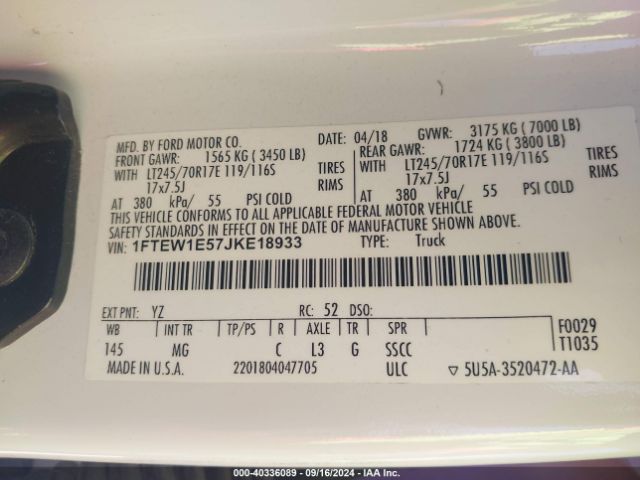 MFD. BY FORD MOTOR CO. DATE: 04/18 GVWR: 3175 KG ( 7000 LB)
FRONT GAWR: 1565 KG ( 3450 LB) REAR GAWR: 1724 KG ( 3800 LB)
WITH LT245/70R17E 119/116S TIRES WITH LT245/70R17E 119/116S TIRES
17x7.5J RIMS 17x7.5J RIMS
AT 380 kPa/ 55 PSI COLD AT 380 kPa/ 55 PSI COLD
THIS VEHICLE CONFORMS TO ALL APPLICABLE FEDERAL MOTOR VEHICLE
SAFETY STANDARDS IN EFFECT ON THE DATE OF MANUFACTURE SHOWN ABOVE.
VIN: 1FTEW1E57JKE18933 TYPE: Truck
EXT PNT: YZ RC: 52 DSO:
WB INT TR TP/PS R AXLE TR SPR F0029
145 MG C L3 G SSCC T1035
MADE IN U.S.A. 2201804047705 ULC ▽ 5U5A-3520472-AA
000-40336089 - 09/16/2024 - IAA Inc.